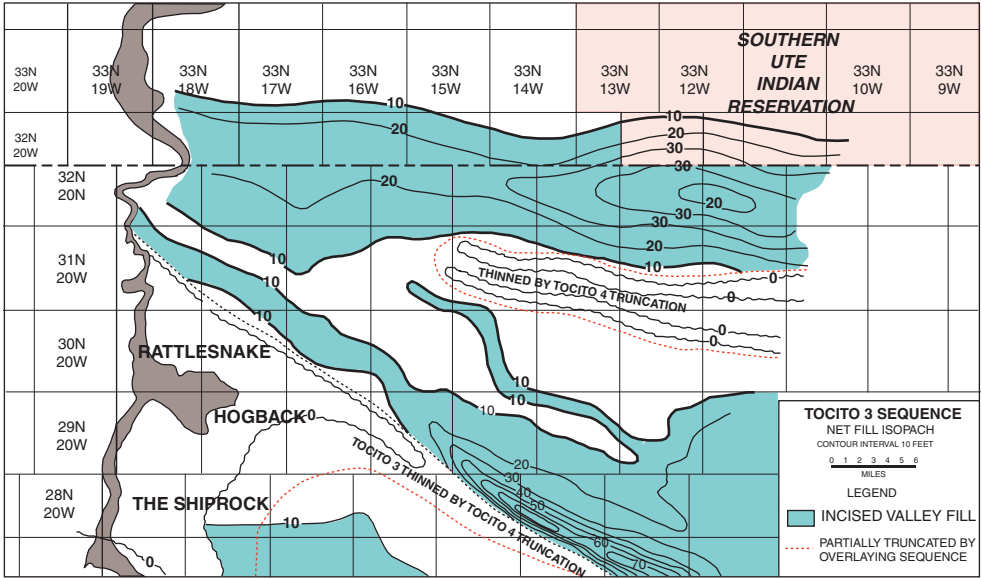 SOUTHERN
UTE
INDIAN
RESERVATION
33N
20W
33N
19W
33N
18W
33N
17W
33N
16W
33N
15W
33N
14W
33N
13W
33N
12W
33N
10W
33N
9W
10
20
10
20
30
32N
20W
32N
20N
20
30
20
30
20
10
31N
20W
10
10
10
THINNED BY TOCITO 4 TRUNCATION
0
0
0
0
30N
20W
RATTLESNAKE
10
10
10
10
HOGBACK
0
29N
20W
TOCITO 3 THINNED BY TOCITO 4 TRUNCATION
20
30
40
50
60
70
28N
20W
THE SHIPROCK
10
0
TOCITO 3 SEQUENCE
NET FILL ISOPACH
CONTOUR INTERVAL 10 FEET
0 1 2 3 4 5 6
MILES
LEGEND
INCISED VALLEY FILL
PARTIALLY TRUNCATED BY
OVERLAYING SEQUENCE